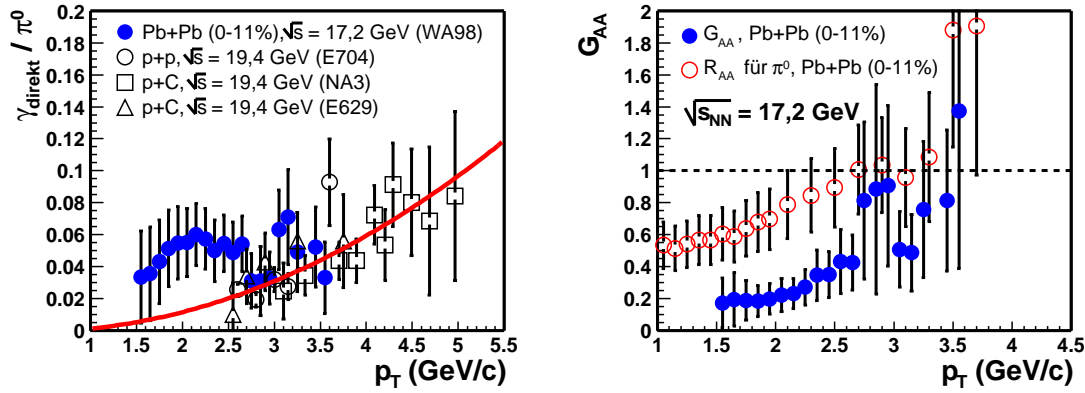 γdirekt / π⁰
0.2
0.18
0.16
0.14
0.12
0.1
0.08
0.06
0.04
0.02
0
Pb+Pb (0-11%),√s = 17,2 GeV (WA98)
p+p,√s = 19,4 GeV (E704)
p+C,√s = 19,4 GeV (NA3)
p+C,√s = 19,4 GeV (E629)
1 1.5 2 2.5 3 3.5 4 4.5 5 5.5
pT (GeV/c)
GAA
2
1.8
1.6
1.4
1.2
1
0.8
0.6
0.4
0.2
0
GAA, Pb+Pb (0-11%)
RAA für π⁰, Pb+Pb (0-11%)
√sNN = 17,2 GeV
1 1.5 2 2.5 3 3.5 4 4.5
pT (GeV/c)